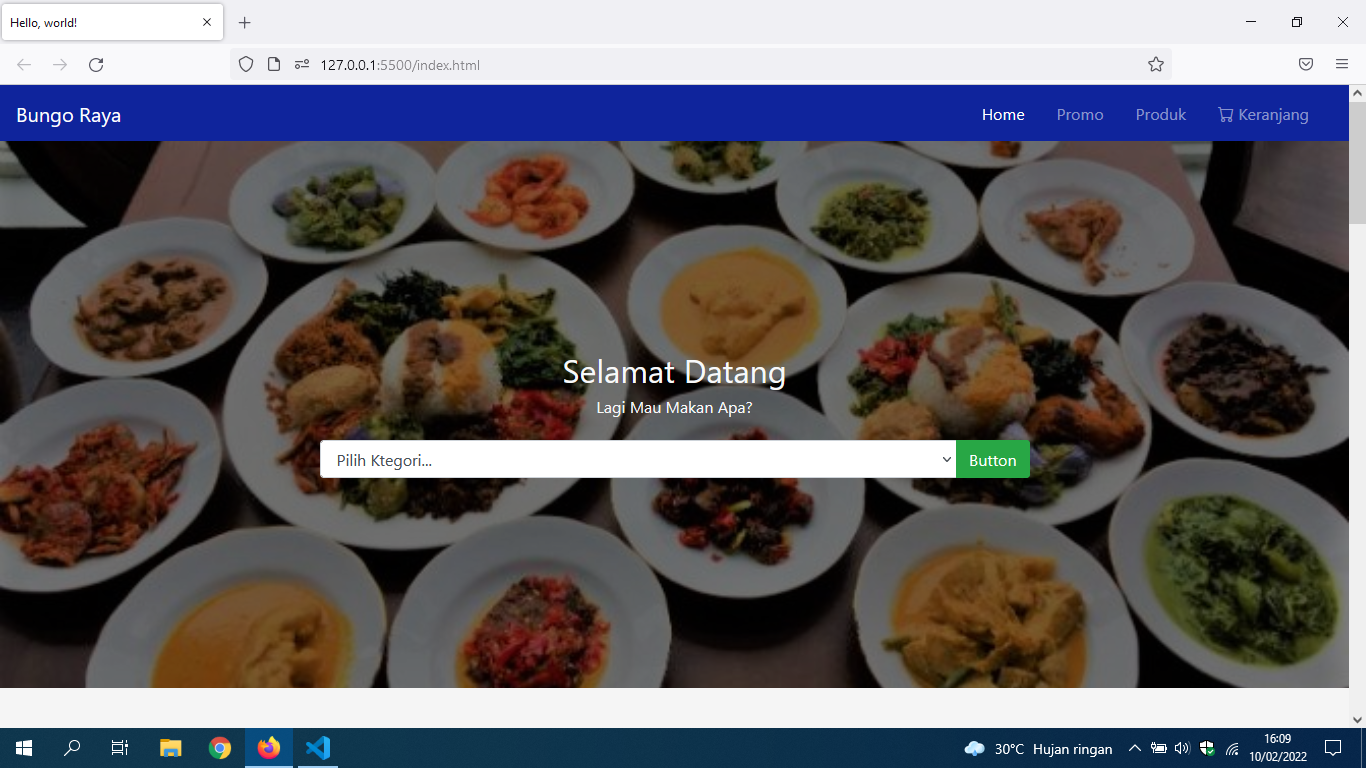 Hello, world!
127.0.0.1:5500/index.html
Bungo Raya
Home Promo Produk Keranjang
Selamat Datang
Lagi Mau Makan Apa?
Pilih Ktegori... Button
30°C Hujan ringan
16:09
10/02/2022